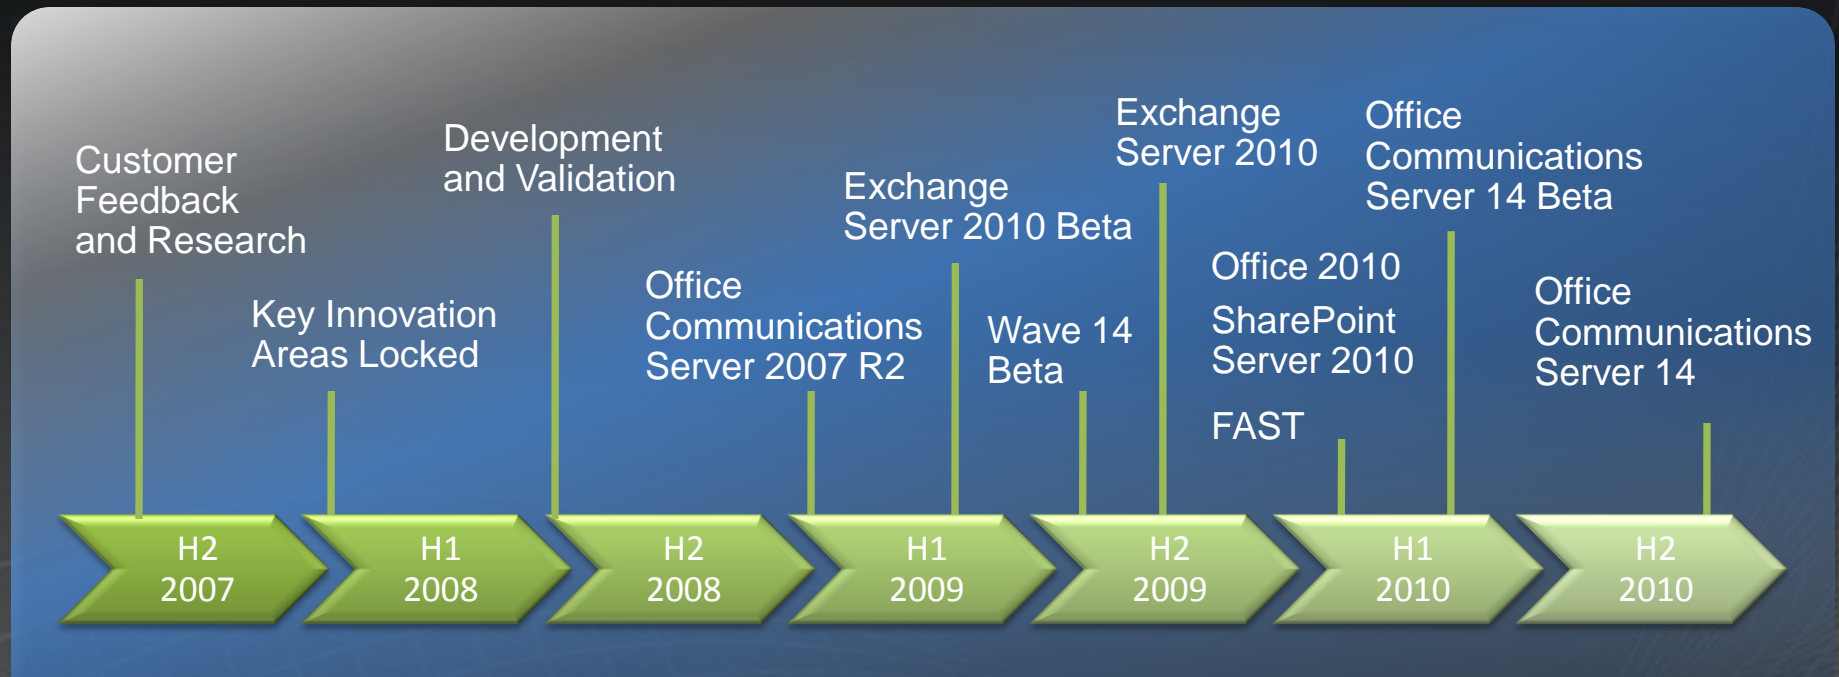 Customer
Feedback
and Research
Key Innovation
Areas Locked
Development
and Validation
Office
Communications
Server 2007 R2
Exchange
Server 2010 Beta
Wave 14
Beta
Exchange
Server 2010
Office 2010
SharePoint
Server 2010
FAST
Office
Communications
Server 14 Beta
Office
Communications
Server 14
H2
2007
H1
2008
H2
2008
H1
2009
H2
2009
H1
2010
H2
2010